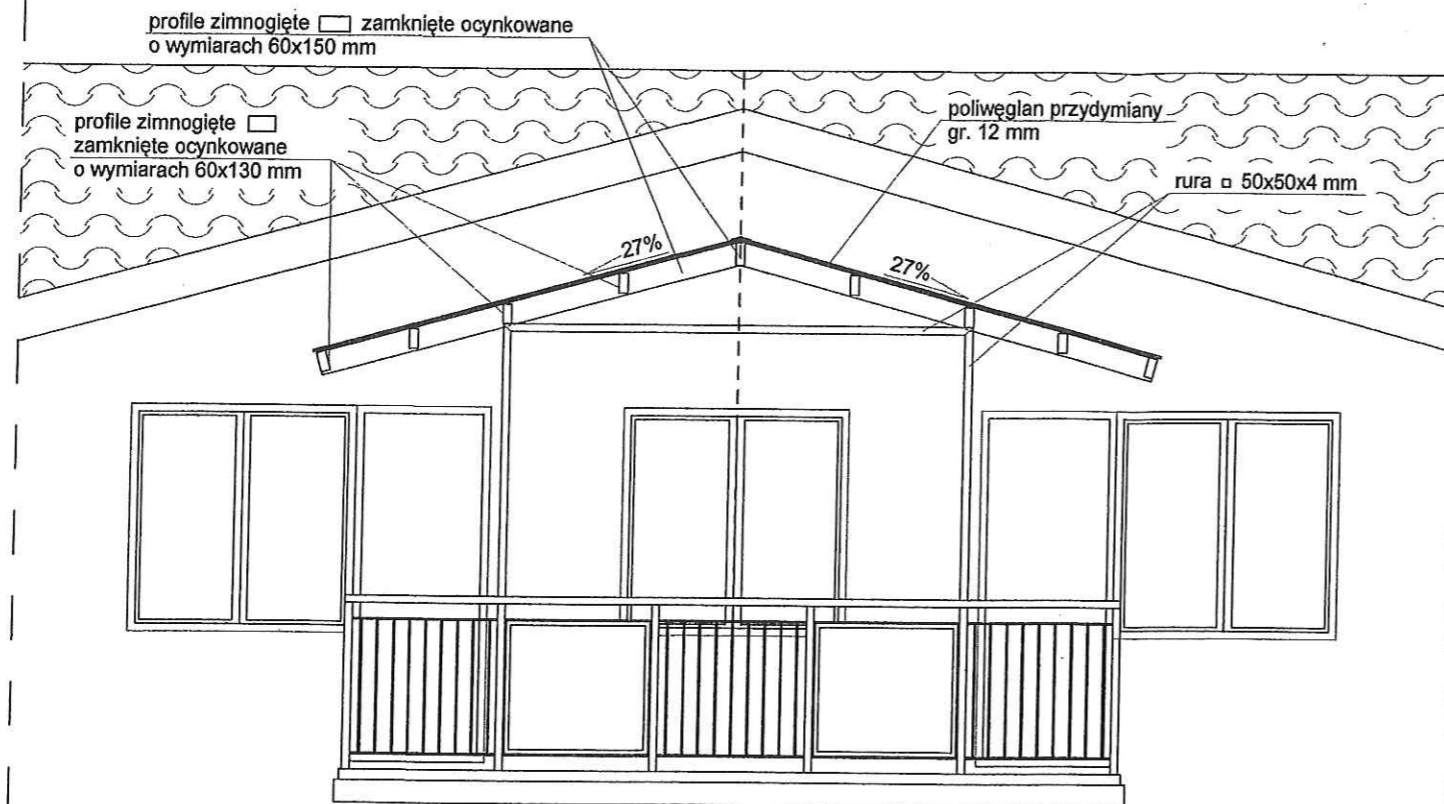 profile zimnogięte ▭ zamknięte ocynkowane
o wymiarach 60x150 mm
profile zimnogięte ▭
zamknięte ocynkowane
o wymiarach 60x130 mm
poliwęglan przydymiany
gr. 12 mm
rura □ 50x50x4 mm
27%
27%